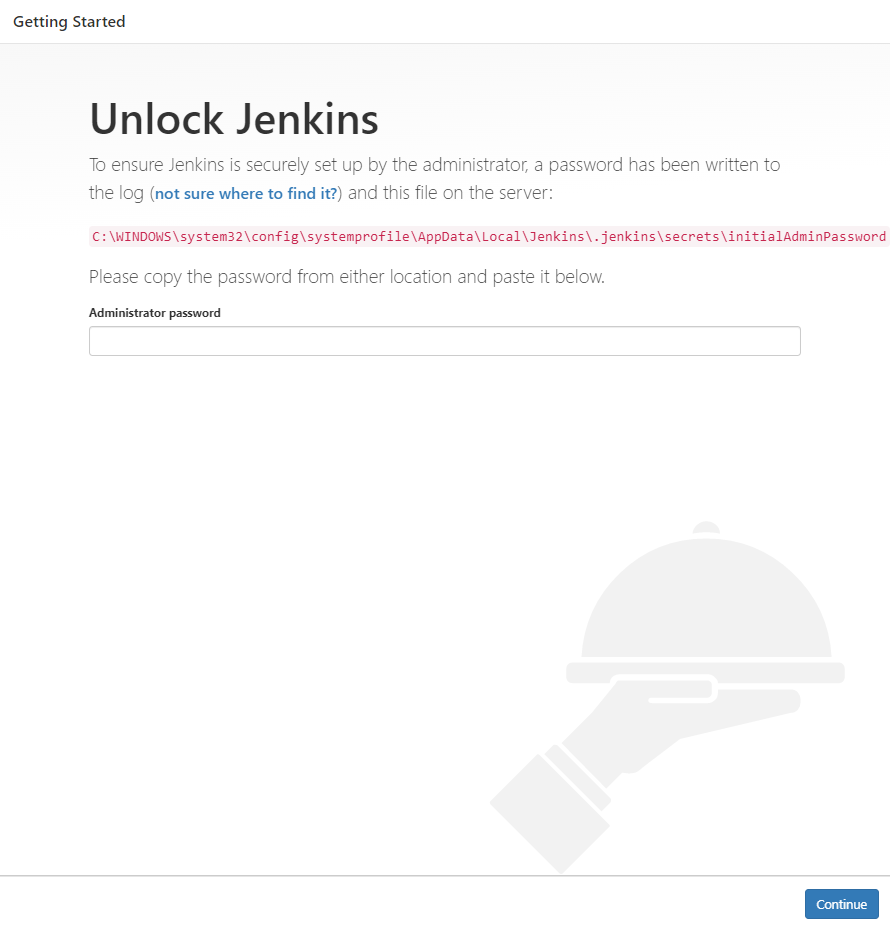 Getting Started
Unlock Jenkins
To ensure Jenkins is securely set up by the administrator, a password has been written to
the log (not sure where to find it?) and this file on the server:
C:\WINDOWS\system32\config\systemprofile\AppData\Local\Jenkins\.jenkins\secrets\initialAdminPassword
Please copy the password from either location and paste it below.
Administrator password
Continue